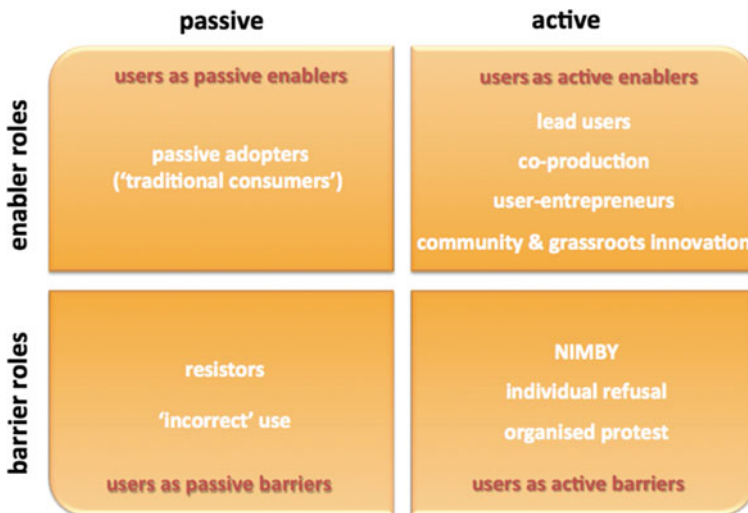 passive
active
enabler roles
users as passive enablers
passive adopters
(‘traditional consumers’)
users as active enablers
lead users
co-production
user-entrepreneurs
community & grassroots innovation
barrier roles
resistors
‘incorrect’ use
users as passive barriers
NIMBY
individual refusal
organised protest
users as active barriers